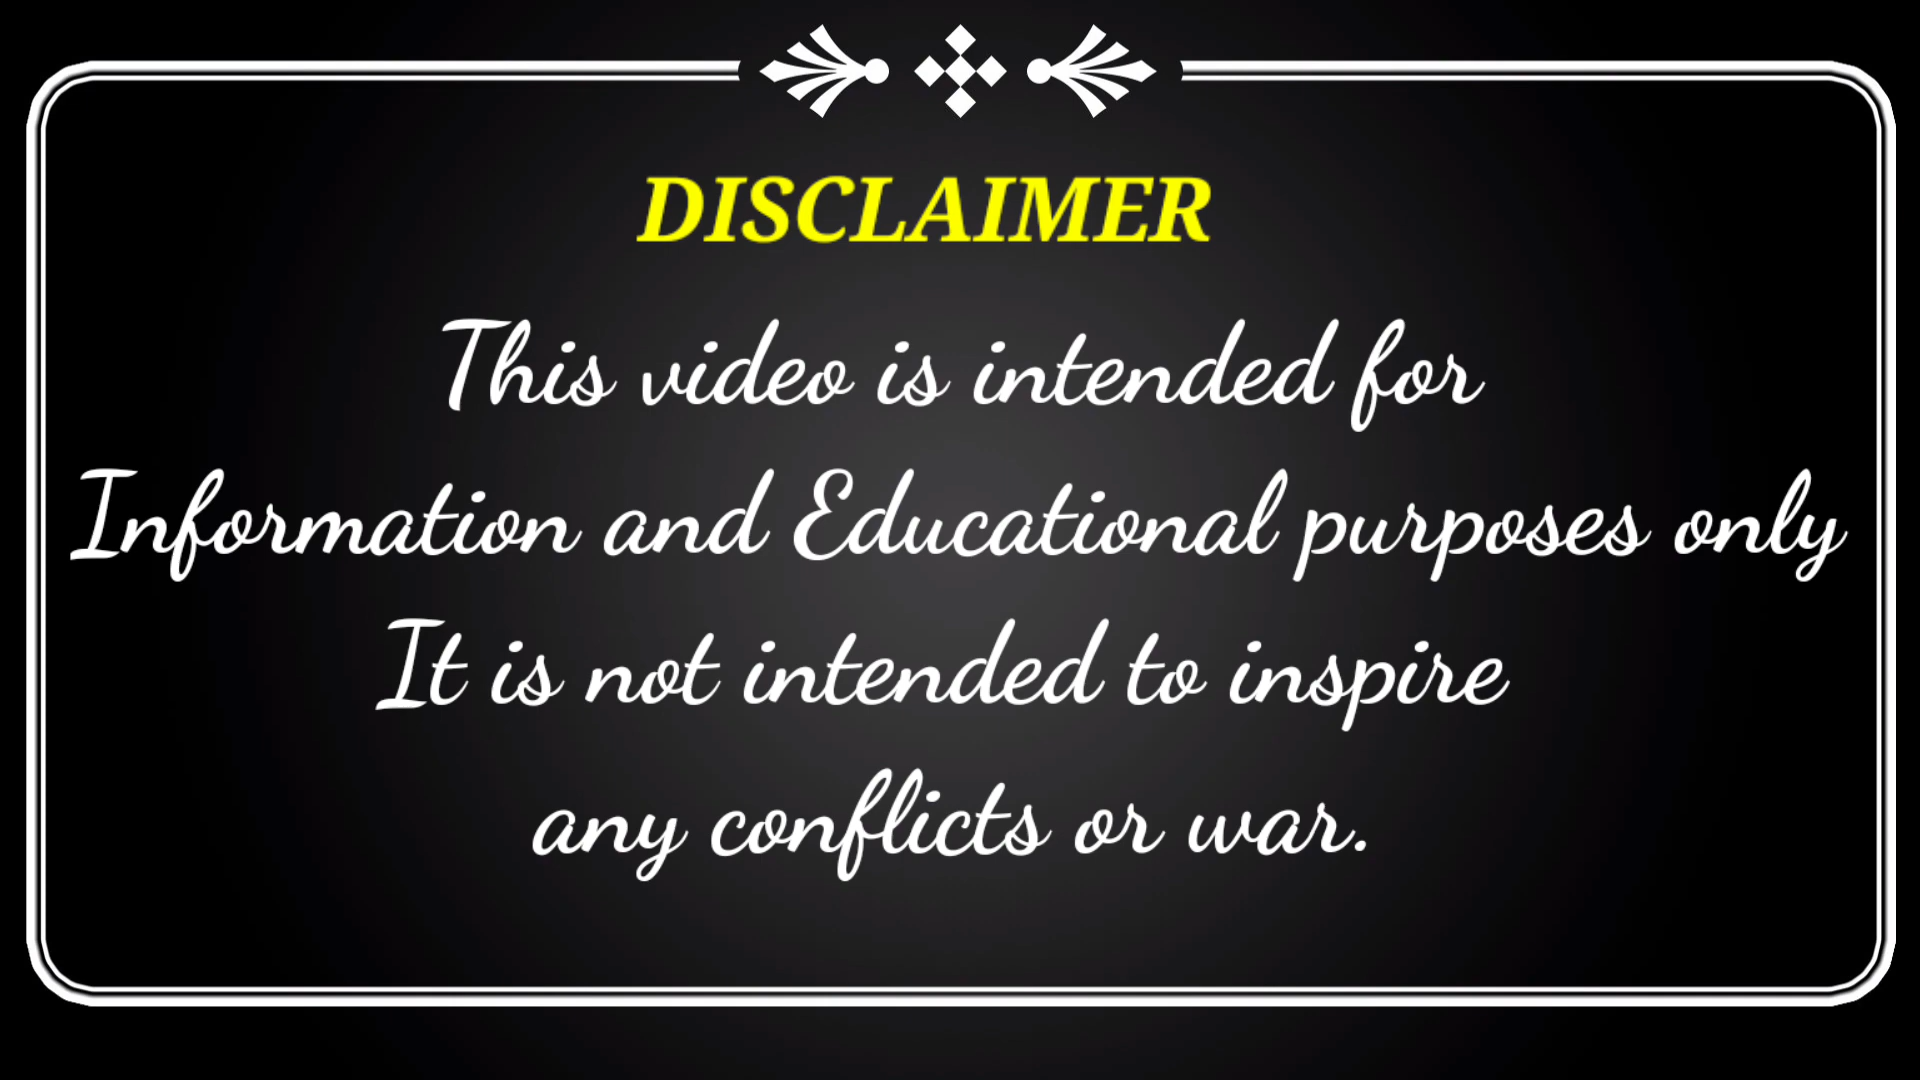 DISCLAIMER
This video is intended for
Information and Educational purposes only
It is not intended to inspire
any conflicts or war.